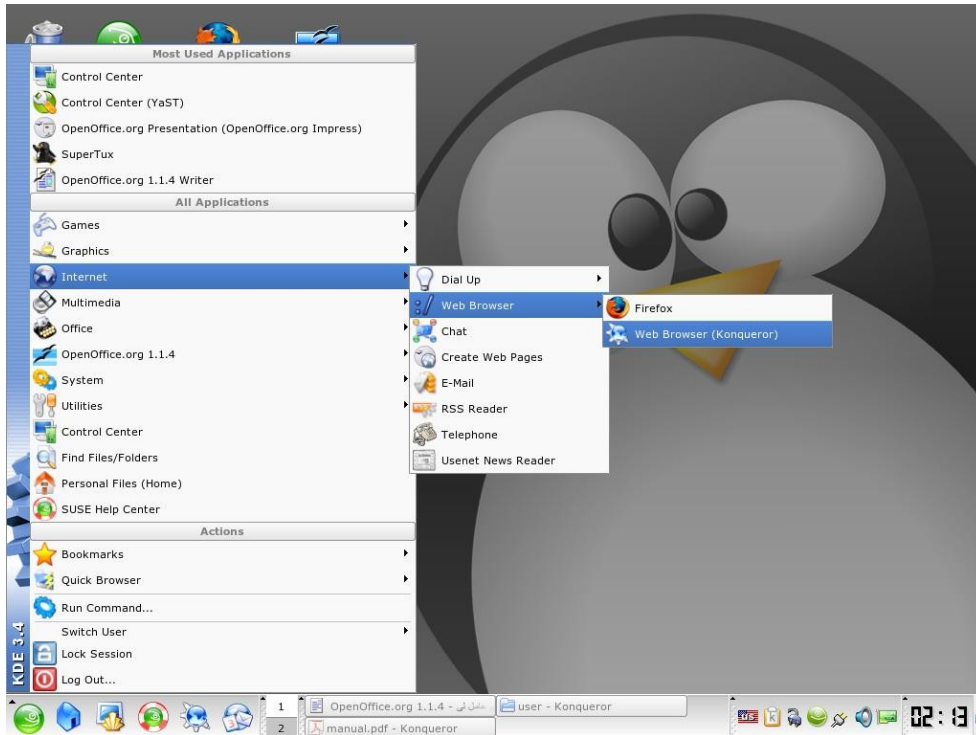 Most Used Applications
Control Center
Control Center (YaST)
OpenOffice.org Presentation (OpenOffice.org Impress)
SuperTux
OpenOffice.org 1.1.4 Writer
All Applications
Games
Graphics
Internet
Multimedia
Office
OpenOffice.org 1.1.4
System
Utilities
Control Center
Find Files/Folders
Personal Files (Home)
SUSE Help Center
Actions
Bookmarks
Quick Browser
Run Command...
Switch User
Lock Session
Log Out...
KDE 3.4
Dial Up
Web Browser
Chat
Create Web Pages
E-Mail
RSS Reader
Telephone
Usenet News Reader
Firefox
Web Browser (Konqueror)
1
2
OpenOffice.org 1.1.4 -
manual.pdf - Konqueror
user - Konqueror
us
02:13